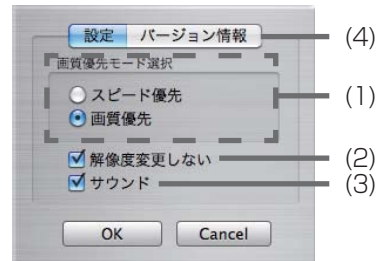 設定 バージョン情報 (4)
画質優先モード選択
スピード優先 (1)
画質優先
解像度変更しない (2)
サウンド (3)
OK Cancel